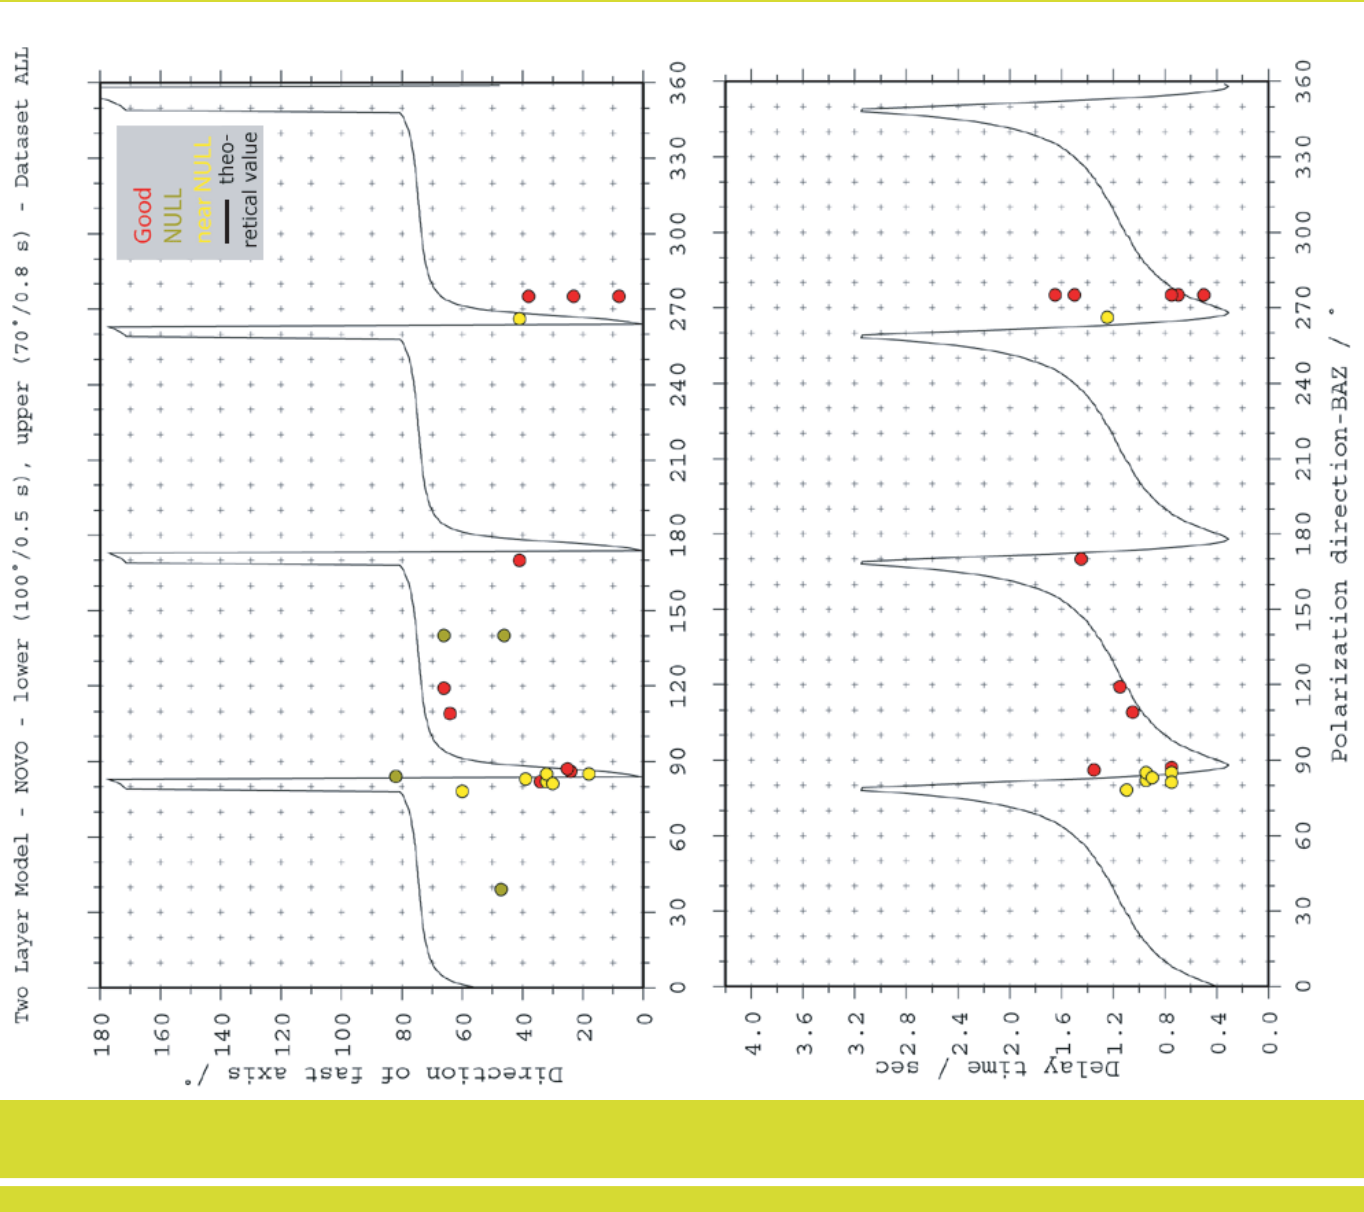 Two Layer Model - NOVO - lower (100°/0.5 s), upper (70°/0.8 s) - Dataset ALL
Good
NULL
near NULL
theo-
retical value
180 160 140 120 100 80 60 40 20 0
Direction of fast axis /°
0 30 60 90 120 150 180 210 240 270 300 330 360
4.0 3.6 3.2 2.8 2.4 2.0 1.6 1.2 0.8 0.4 0.0
Delay time / sec
0 30 60 90 120 150 180 210 240 270 300 330 360
Polarization direction-BAZ / °